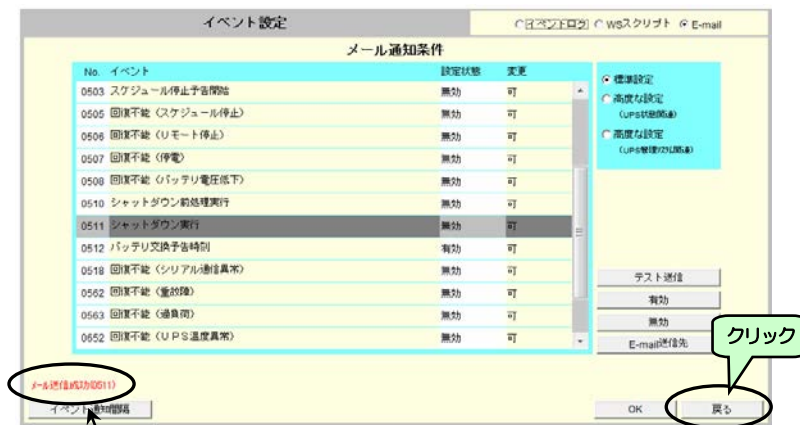 イベント設定
イベントログ WSスクリプト E-mail
メール通知条件
No. イベント 設定状態 変更
0503 スケジュール停止予告開始 無効 可
0505 回復不能（スケジュール停止） 無効 可
0506 回復不能（リモート停止） 無効 可
0507 回復不能（停電） 無効 可
0508 回復不能（バッテリ電圧低下） 無効 可
0510 シャットダウン前処理実行 無効 可
0511 シャットダウン実行 無効 可
0512 バッテリ交換予告時刻 有効 可
0518 回復不能（シリアル通信異常） 無効 可
0562 回復不能（重故障） 無効 可
0563 回復不能（過負荷） 無効 可
0652 回復不能（ＵＰＳ温度異常） 無効 可
標準設定
高度な設定
（UPS状態関連）
高度な設定
（UPS管理ソフト関連）
テスト送信
有効
無効
E-mail送信先
クリック
メール送信成功(0511)
イベント通知間隔
OK
戻る